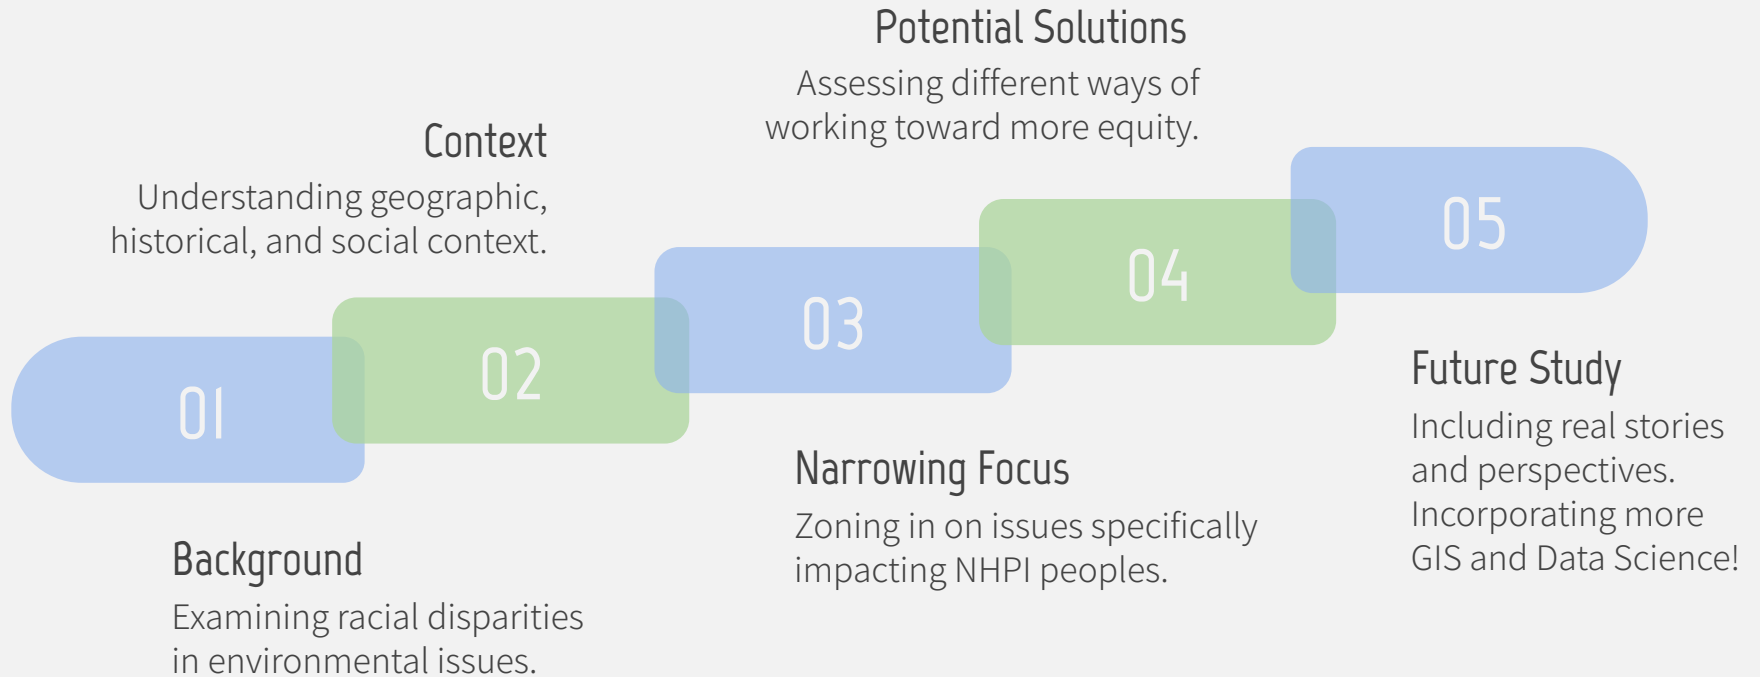 01
Background
Examining racial disparities
in environmental issues.
02
Context
Understanding geographic,
historical, and social context.
03
Narrowing Focus
Zoning in on issues specifically
impacting NHPI peoples.
04
Potential Solutions
Assessing different ways of
working toward more equity.
05
Future Study
Including real stories
and perspectives.
Incorporating more
GIS and Data Science!